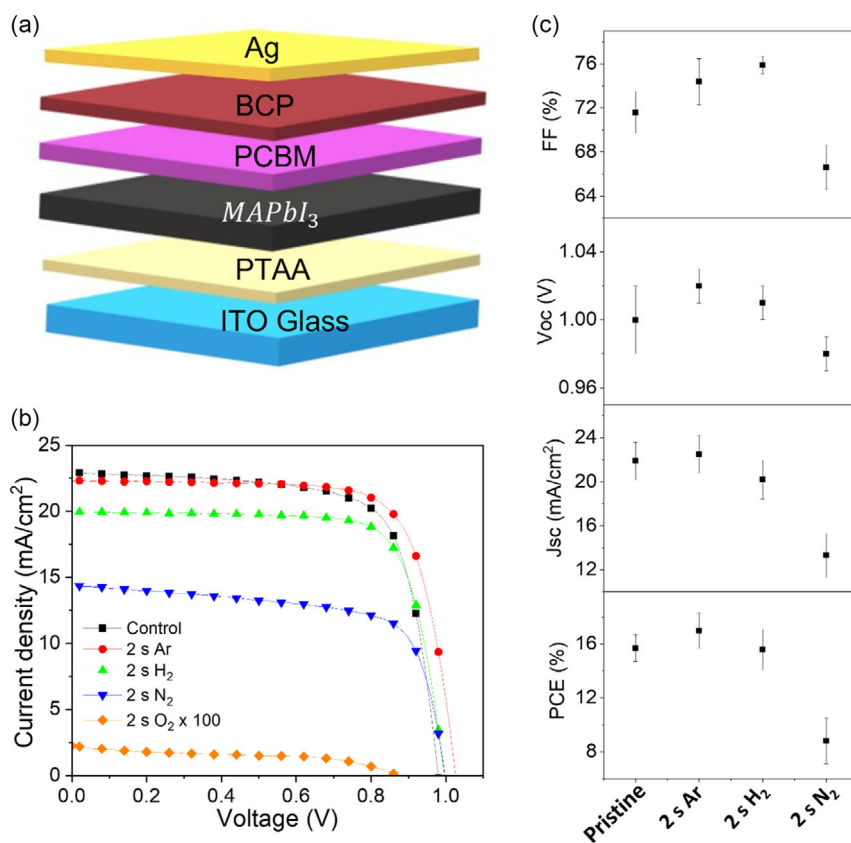 (a)
Ag
BCP
PCBM
MAPbI₃
PTAA
ITO Glass
(b)
Current density (mA/cm²)
25
20
15
10
5
0
Control
2 s Ar
2 s H₂
2 s N₂
2 s O₂ x 100
0.0 0.2 0.4 0.6 0.8 1.0
Voltage (V)
(c)
FF (%)
76
72
68
64
Voc (V)
1.04
1.00
0.96
Jsc (mA/cm²)
24
20
16
12
PCE (%)
16
12
8
Pristine 2 s Ar 2 s H₂ 2 s N₂